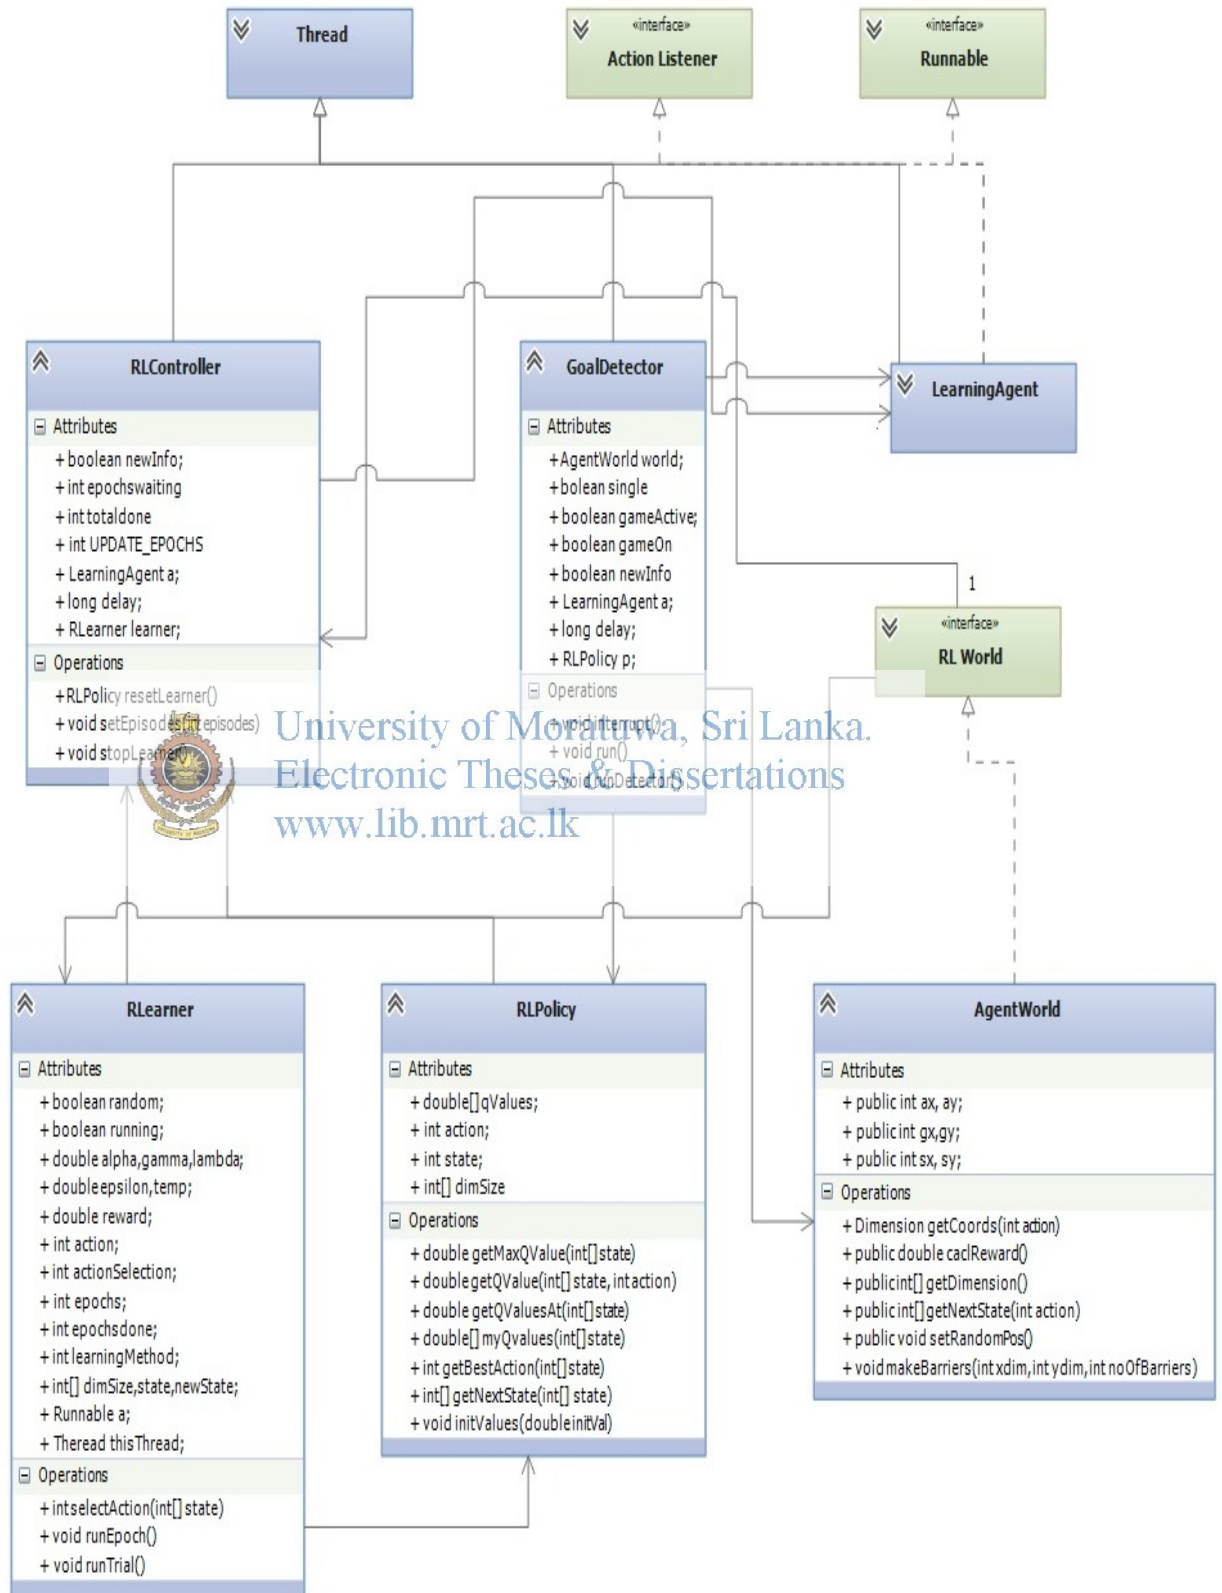 Thread
«interface»
Action Listener
«interface»
Runnable
RLController
Attributes
+ boolean newInfo;
+ int epochswaiting
+ int totaldone
+ int UPDATE_EPOCHS
+ LearningAgent a;
+ long delay;
+ RLearner learner;
Operations
+RLPolicy resetLearner()
+ void setEpisodes(int episodes)
+ void stopLearner()
GoalDetector
Attributes
+AgentWorld world;
+ bolean single
+ boolean gameActive;
+ boolean gameOn
+ boolean newInfo
+ LearningAgent a;
+ long delay;
+ RLPolicy p;
Operations
+void interrupt()
+ void run()
+void runDetector()
LearningAgent
1
«interface»
RL World
University of Moratuwa, Sri Lanka.
Electronic Theses & Dissertations
www.lib.mrt.ac.lk
RLearner
Attributes
+ boolean random;
+ boolean running;
+ double alpha,gamma,lambda;
+ doubleepsilon,temp;
+ double reward;
+ int action;
+ int actionSelection;
+ int epochs;
+ int epochsdone;
+ int learningMethod;
+ int[] dimSize,state,newState;
+ Runnable a;
+ Theread thisThread;
Operations
+ intselectAction(int[] state)
+ void runEpoch()
+ void runTrial()
RLPolicy
Attributes
+ double[]qValues;
+ int action;
+ int state;
+ int[] dimSize
Operations
+ double getMaxQValue(int[]state)
+ double getQValue(int[] state, int action)
+ double getQValuesAt(int[]state)
+ double[] myQvalues(int[]state)
+ int getBestAction(int[]state)
+ int[] getNextState(int[] state)
+ void initValues(double initVal)
AgentWorld
Attributes
+ public int ax, ay;
+ public int gx,gy;
+ public int sx, sy;
Operations
+ Dimension getCoords(int action)
+ public double caclReward()
+ publicint[] getDimension()
+ public int[]getNextState(int action)
+ public void setRandomPos()
+ voidmakeBarriers(int xdim, int ydim, int noOfBarriers)